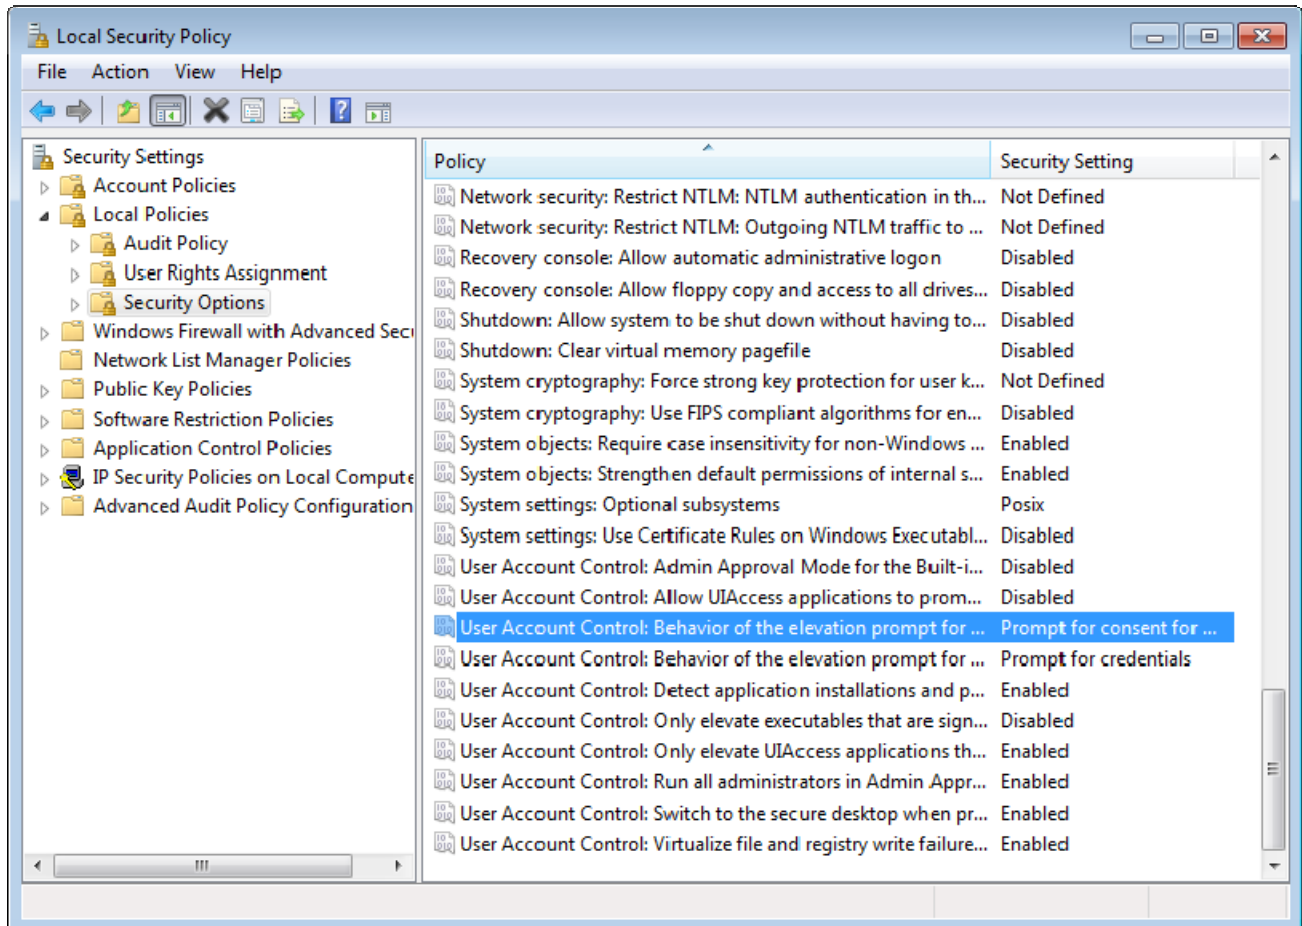 Local Security Policy
File Action View Help
Security Settings
Account Policies
Local Policies
Audit Policy
User Rights Assignment
Security Options
Windows Firewall with Advanced Secu
Network List Manager Policies
Public Key Policies
Software Restriction Policies
Application Control Policies
IP Security Policies on Local Compute
Advanced Audit Policy Configuration
Policy Security Setting
Network security: Restrict NTLM: NTLM authentication in th... Not Defined
Network security: Restrict NTLM: Outgoing NTLM traffic to ... Not Defined
Recovery console: Allow automatic administrative logon Disabled
Recovery console: Allow floppy copy and access to all drives... Disabled
Shutdown: Allow system to be shut down without having to... Disabled
Shutdown: Clear virtual memory pagefile Disabled
System cryptography: Force strong key protection for user k... Not Defined
System cryptography: Use FIPS compliant algorithms for en... Disabled
System objects: Require case insensitivity for non-Windows ... Enabled
System objects: Strengthen default permissions of internal s... Enabled
System settings: Optional subsystems Posix
System settings: Use Certificate Rules on Windows Executabl... Disabled
User Account Control: Admin Approval Mode for the Built-i... Disabled
User Account Control: Allow UIAccess applications to prom... Disabled
User Account Control: Behavior of the elevation prompt for ... Prompt for consent for ...
User Account Control: Behavior of the elevation prompt for ... Prompt for credentials
User Account Control: Detect application installations and p... Enabled
User Account Control: Only elevate executables that are sign... Disabled
User Account Control: Only elevate UIAccess applications th... Enabled
User Account Control: Run all administrators in Admin Appr... Enabled
User Account Control: Switch to the secure desktop when pr... Enabled
User Account Control: Virtualize file and registry write failure... Enabled